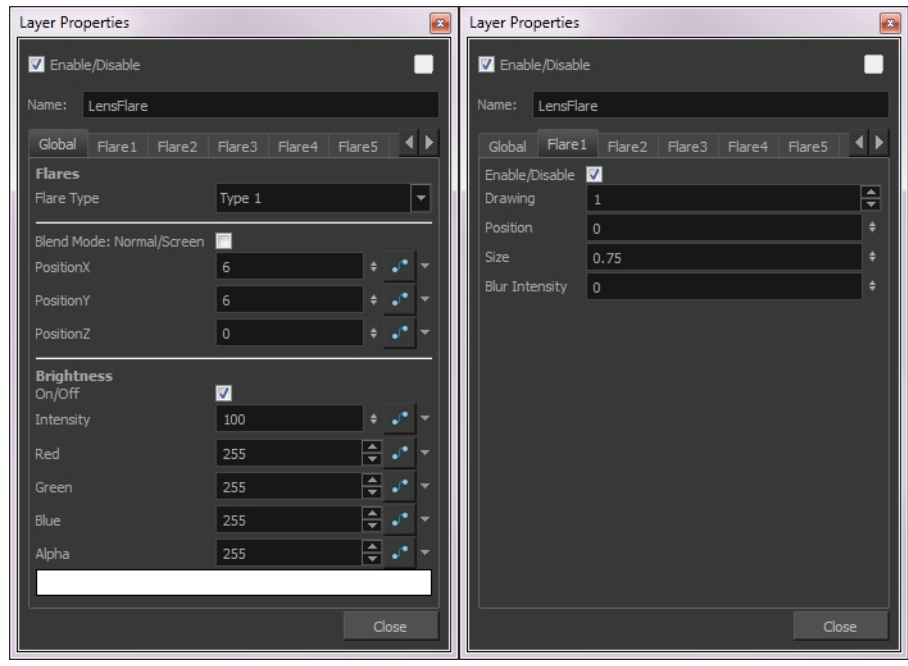 Layer Properties
Enable/Disable
Name: LensFlare
Global Flare1 Flare2 Flare3 Flare4 Flare5
Flares
Flare Type Type 1
Blend Mode: Normal/Screen
PositionX 6
PositionY 6
PositionZ 0
Brightness
On/Off
Intensity 100
Red 255
Green 255
Blue 255
Alpha 255
Close
Layer Properties
Enable/Disable
Name: LensFlare
Global Flare1 Flare2 Flare3 Flare4 Flare5
Enable/Disable
Drawing 1
Position 0
Size 0.75
Blur Intensity 0
Close